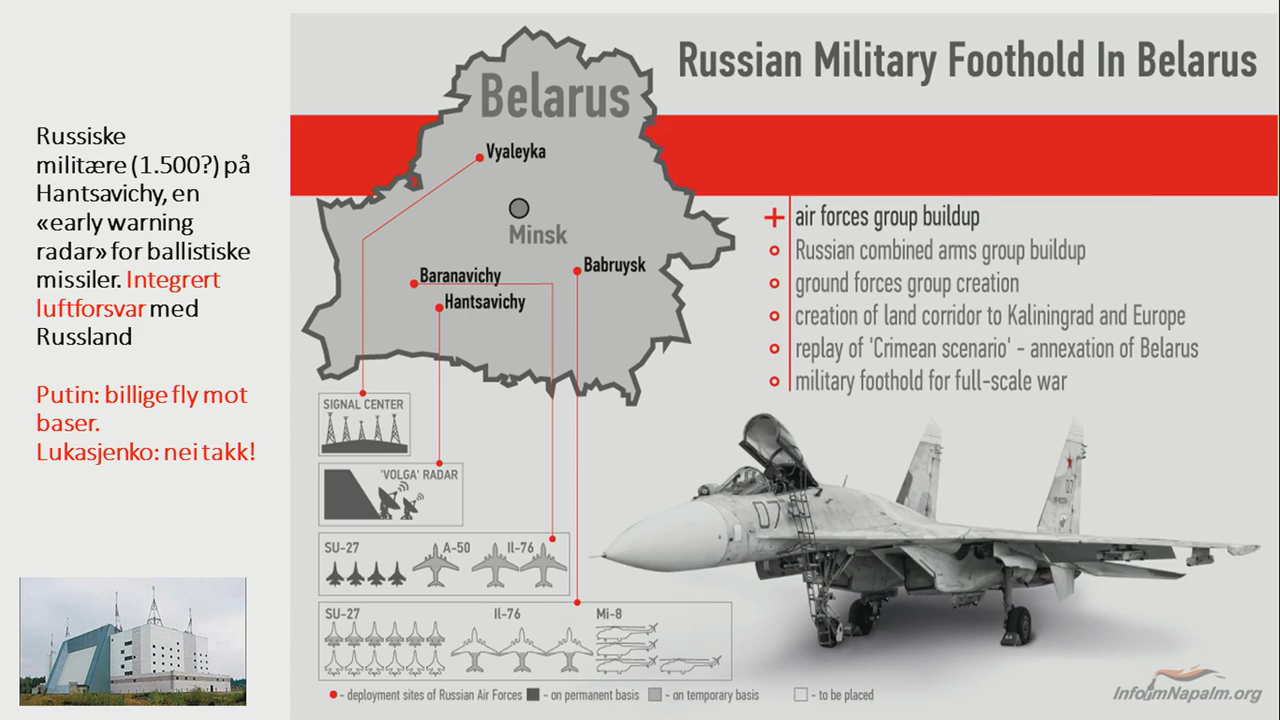 Russiske
militære (1.500?) på
Hantsavichy, en
«early warning
radar» for ballistiske
missiler. Integrert
luftforsvar med
Russland
Putin: billige fly mot
baser.
Lukasjenko: nei takk!
Russian Military Foothold In Belarus
Belarus
Vyaleyka
Minsk
Baranavichy
Babruysk
Hantsavichy
+ air forces group buildup
Russian combined arms group buildup
ground forces group creation
creation of land corridor to Kaliningrad and Europe
replay of 'Crimean scenario' - annexation of Belarus
military foothold for full-scale war
SIGNAL CENTER
'VOLGA' RADAR
SU-27 A-50 Il-76
SU-27 Il-76 Mi-8
07
07
- deployment sites of Russian Air Forces - on permanent basis - on temporary basis - to be placed
InformNapalm.org